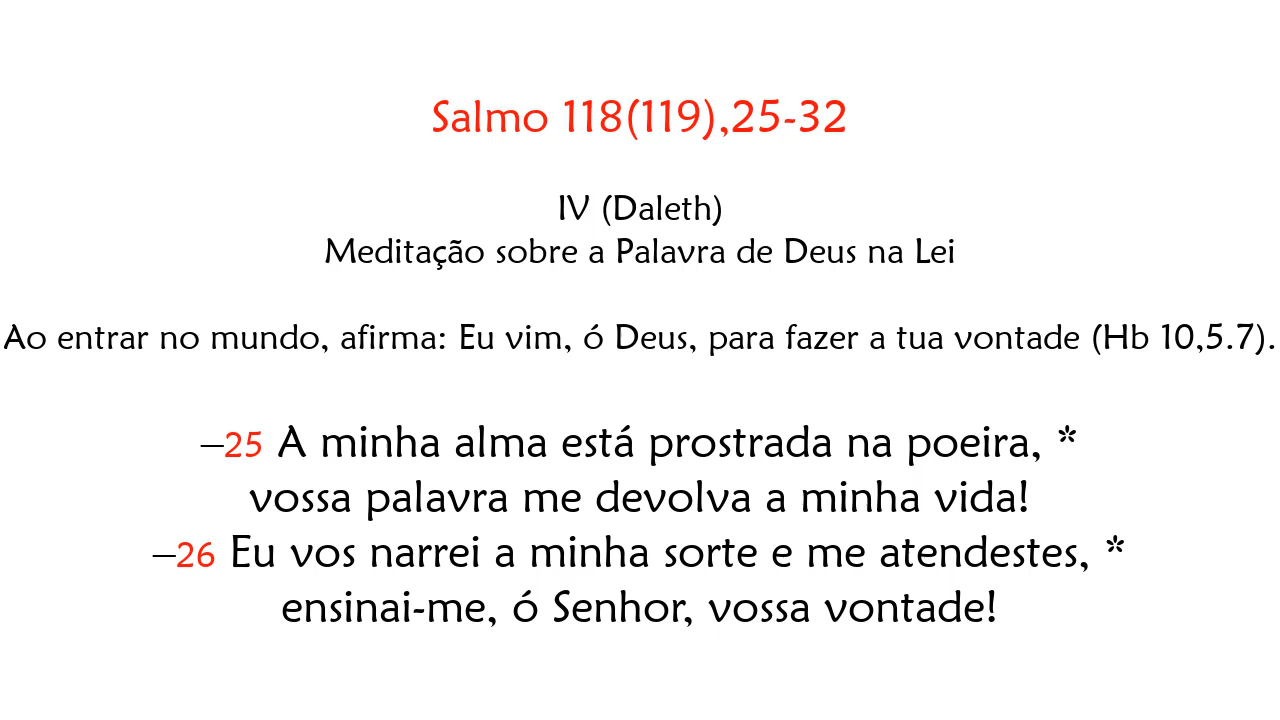 Salmo 118(119),25-32
IV (Daleth)
Meditação sobre a Palavra de Deus na Lei
Ao entrar no mundo, afirma: Eu vim, ó Deus, para fazer a tua vontade (Hb 10,5.7).
–25 A minha alma está prostrada na poeira, *
vossa palavra me devolva a minha vida!
–26 Eu vos narrei a minha sorte e me atendestes, *
ensinai-me, ó Senhor, vossa vontade!